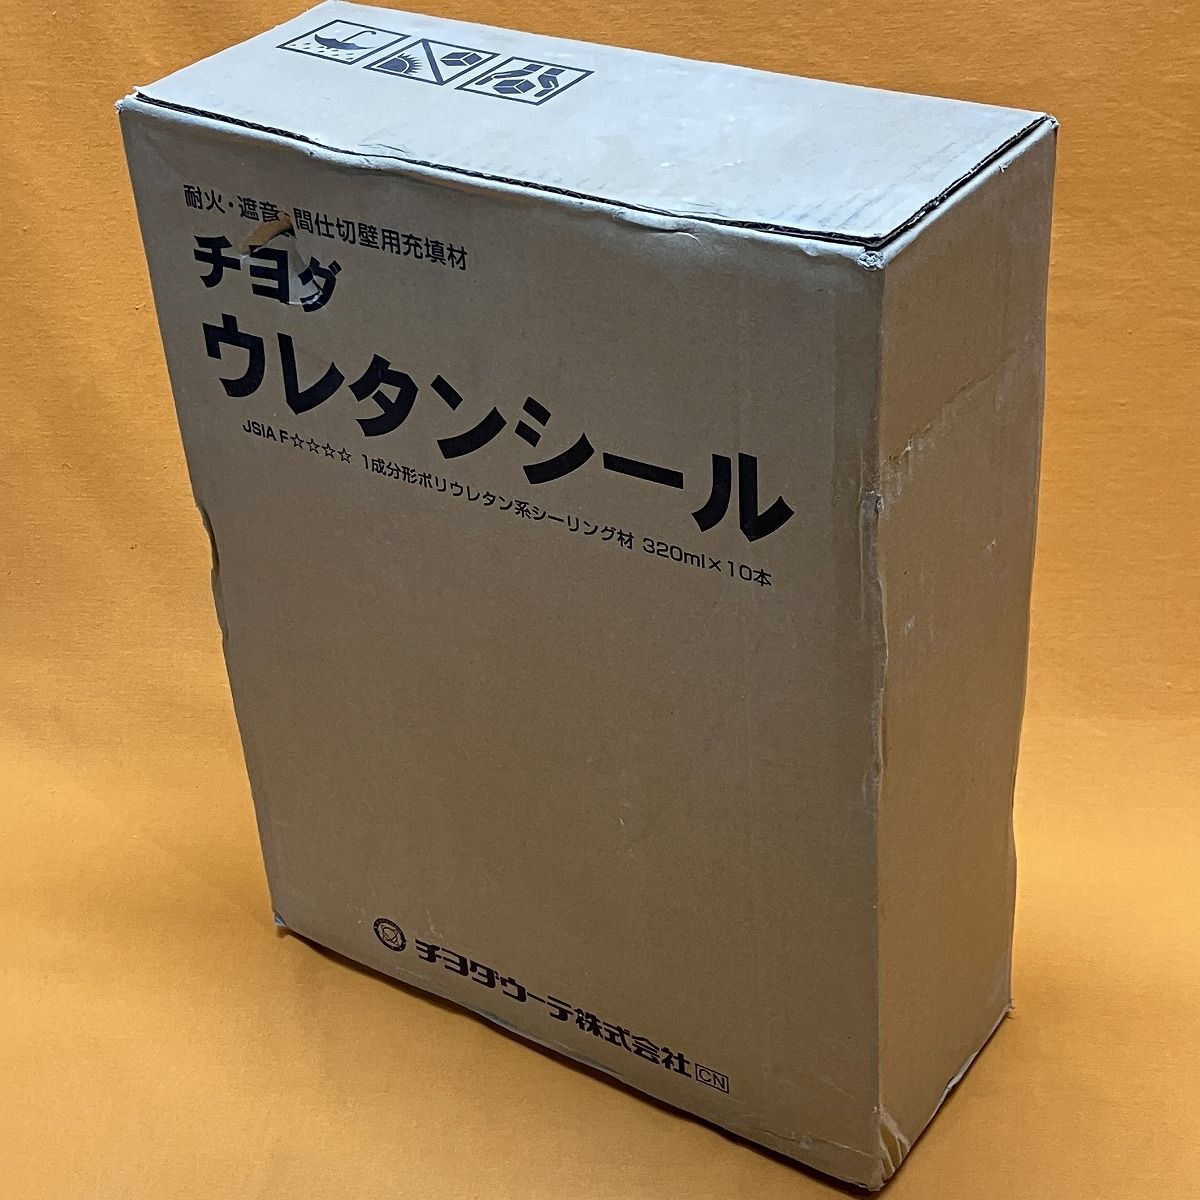 耐火・遮音 間仕切壁用充填材
チヨダ
ウレタンシール
JSIA F☆☆☆☆ 1成分形ポリウレタン系シーリング材 320ml×10本
チヨダウーテ株式会社 CN